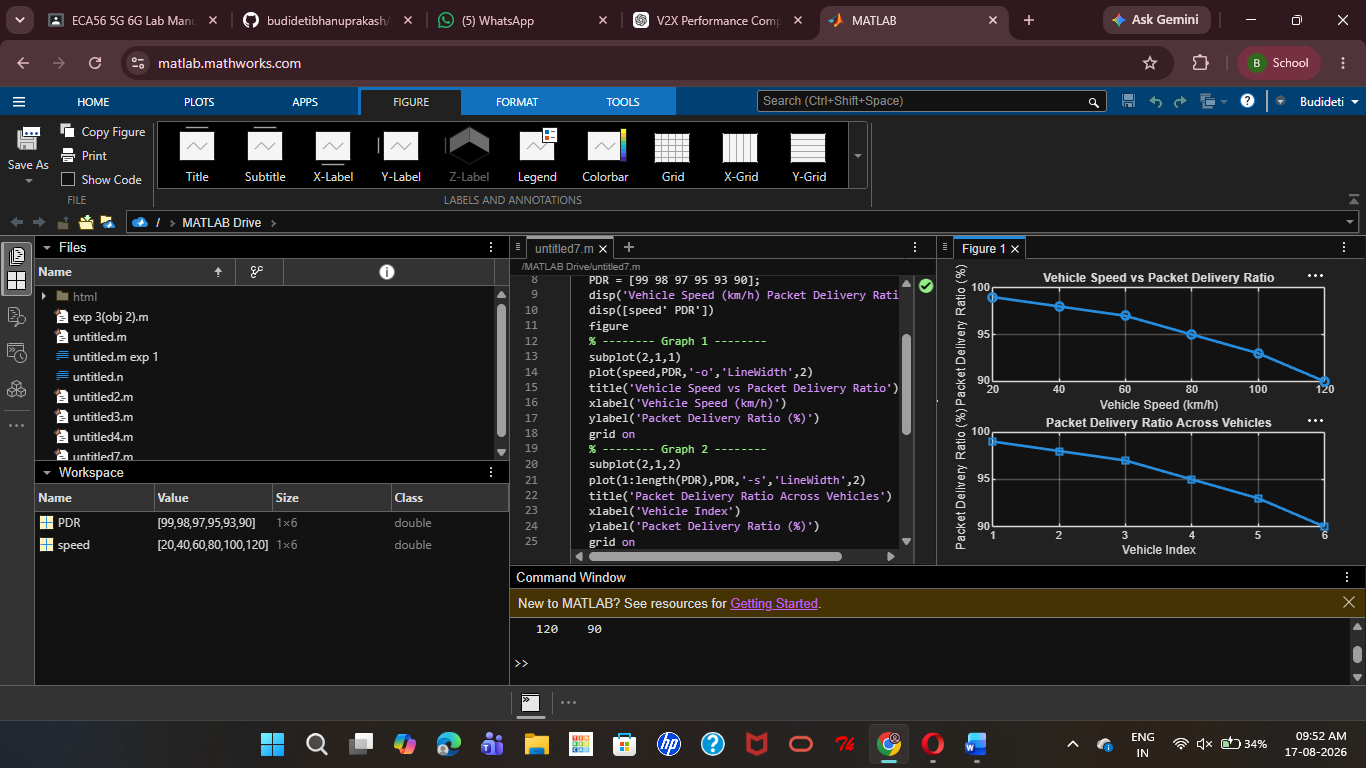 ECA56 5G 6G Lab Manu
budidetibhanuprakash/
(5) WhatsApp
V2X Performance Comp
MATLAB
Ask Gemini
matlab.mathworks.com
B School
HOME PLOTS APPS FIGURE FORMAT TOOLS
Search (Ctrl+Shift+Space)
Budideti
Save As
Copy Figure
Print
Show Code
FILE
Title Subtitle X-Label Y-Label Z-Label Legend Colorbar Grid X-Grid Y-Grid
LABELS AND ANNOTATIONS
/ MATLAB Drive
Files
Name
html
exp 3(obj 2).m
untitled.m
untitled.m exp 1
untitled.n
untitled2.m
untitled3.m
untitled4.m
untitled7.m
Workspace
Name Value Size Class
PDR [99,98,97,95,93,90] 1×6 double
speed [20,40,60,80,100,120] 1×6 double
untitled7.m
/MATLAB Drive/untitled7.m
8 PDR = [99 98 97 95 93 90];
9 disp('Vehicle Speed (km/h) Packet Delivery Rati
10 disp([speed' PDR'])
11 figure
12 % -------- Graph 1 --------
13 subplot(2,1,1)
14 plot(speed,PDR,'-o','LineWidth',2)
15 title('Vehicle Speed vs Packet Delivery Ratio')
16 xlabel('Vehicle Speed (km/h)')
17 ylabel('Packet Delivery Ratio (%)')
18 grid on
19 % -------- Graph 2 --------
20 subplot(2,1,2)
21 plot(1:length(PDR),PDR,'-s','LineWidth',2)
22 title('Packet Delivery Ratio Across Vehicles')
23 xlabel('Vehicle Index')
24 ylabel('Packet Delivery Ratio (%)')
25 grid on
Figure 1
Vehicle Speed vs Packet Delivery Ratio
Packet Delivery Ratio (%)
100
95
90
20 40 60 80 100 120
Vehicle Speed (km/h)
Packet Delivery Ratio Across Vehicles
Packet Delivery Ratio (%)
100
95
90
1 2 3 4 5 6
Vehicle Index
Command Window
New to MATLAB? See resources for Getting Started.
120 90
>>
ENG
IN
34%
09:52 AM
17-08-2026